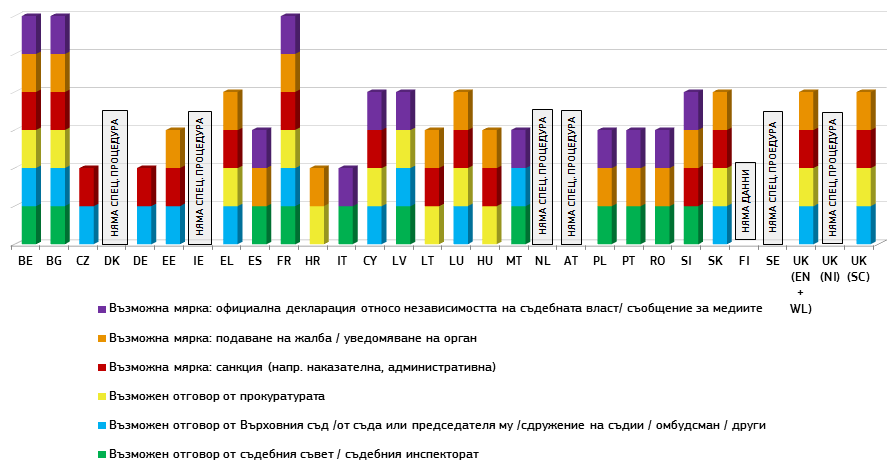 НЯМА СПЕЦ. ПРОЦЕДУРА
НЯМА СПЕЦ. ПРОЦЕДУРА
НЯМА СПЕЦ. ПРОЦЕДУРА
НЯМА СПЕЦ. ПРОЦЕДУРА
НЯМА ДАННИ
НЯМА СПЕЦ. ПРОЕДУРА
НЯМА СПЕЦ. ПРОЦЕДУРА
BE BG CZ DK DE EE IE EL ES FR HR IT CY LV LT LU HU MT NL AT PL PT RO SI SK FI SE UK UK UK
(EN (NI) (SC)
+
WL)
Възможна мярка: официална декларация относо независимостта на съдебната власт/ съобщение за медиите
Възможна мярка: подаване на жалба / уведомяване на орган
Възможна мярка: санкция (напр. наказателна, административна)
Възможен отговор от прокуратурата
Възможен отговор от Върховния съд /от съда или председателя му /сдружение на съдии / омбудсман / други
Възможен отговор от съдебния съвет / съдебния инспекторат